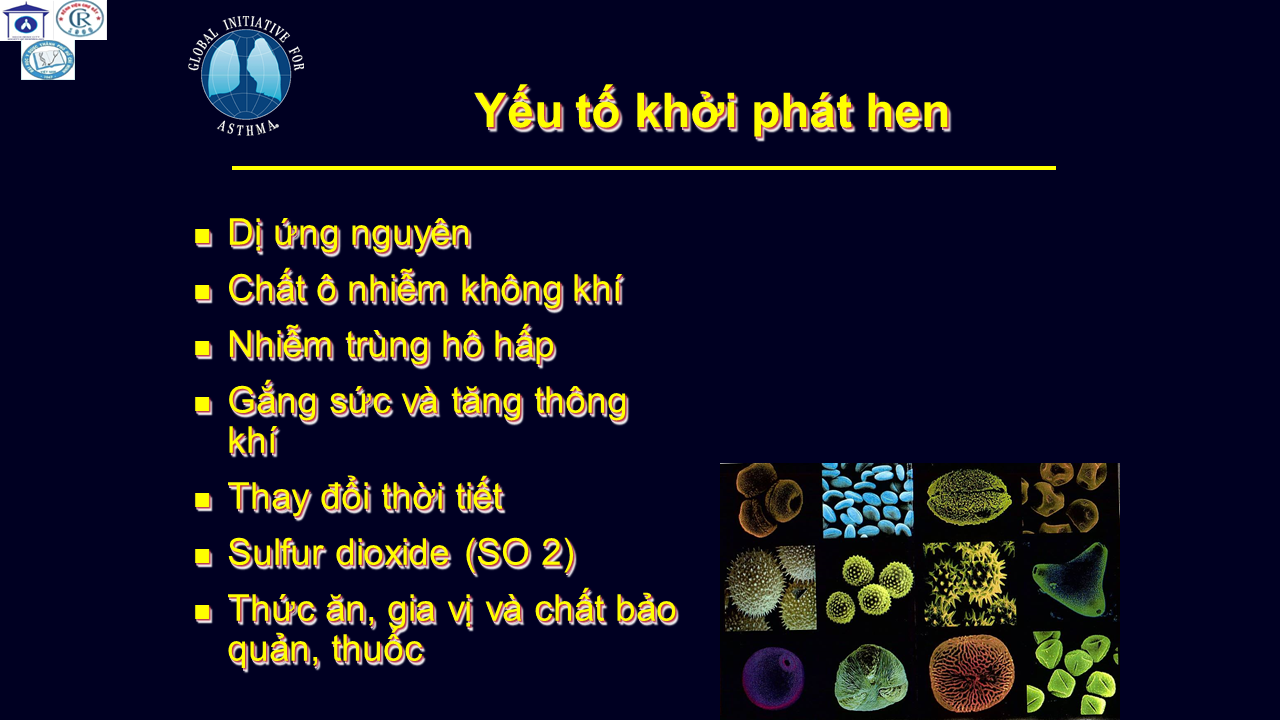 GLOBAL INITIATIVE FOR
ASTHMA
Yếu tố khởi phát hen
Dị ứng nguyên
Chất ô nhiễm không khí
Nhiễm trùng hô hấp
Gắng sức và tăng thông
khí
Thay đổi thời tiết
Sulfur dioxide (SO 2)
Thức ăn, gia vị và chất bảo
quản, thuốc